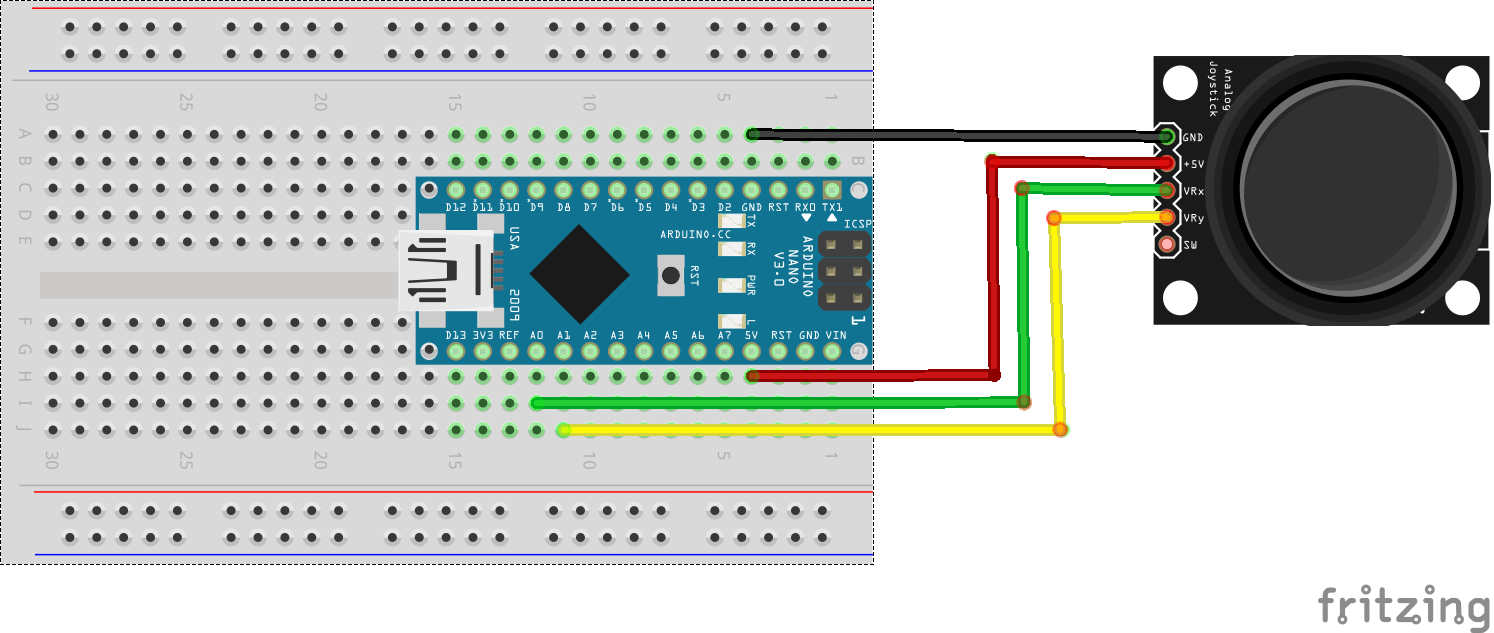 30 25 20 15 10 5 1
A
B B
C
D
E
D12 D11 D10 D9 D8 D7 D6 D5 D4 D3 D2 GND RST RX0 TX1
TX
RX
PWR
L
ICSP
ARDUINO.CC
RST
ARDUINO
NANO
V3.0
USA
2009
1
D13 3V3 REF A0 A1 A2 A3 A4 A5 A6 A7 5V RST GND VIN
F
G G
H
I
J
30 25 20 15 10 5 1
Analog
Joystick
GND
+5V
VRx
VRy
SW
fritzing